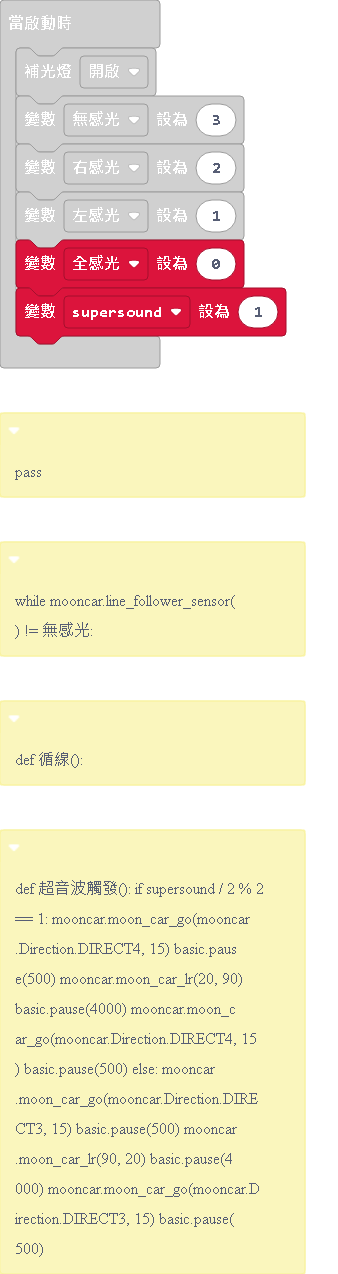 當啟動時
補光燈 開啟
變數 無感光 設為 3
變數 右感光 設為 2
變數 左感光 設為 1
變數 全感光 設為 0
變數 supersound 設為 1
pass
while mooncar.line_follower_sensor(
) != 無感光:
def 循線():
def 超音波觸發(): if supersound / 2 % 2
== 1: mooncar.moon_car_go(mooncar
.Direction.DIRECT4, 15) basic.paus
e(500) mooncar.moon_car_lr(20, 90)
basic.pause(4000) mooncar.moon_c
ar_go(mooncar.Direction.DIRECT4, 15
) basic.pause(500) else: mooncar
.moon_car_go(mooncar.Direction.DIRE
CT3, 15) basic.pause(500) mooncar
.moon_car_lr(90, 20) basic.pause(4
000) mooncar.moon_car_go(mooncar.D
irection.DIRECT3, 15) basic.pause(
500)